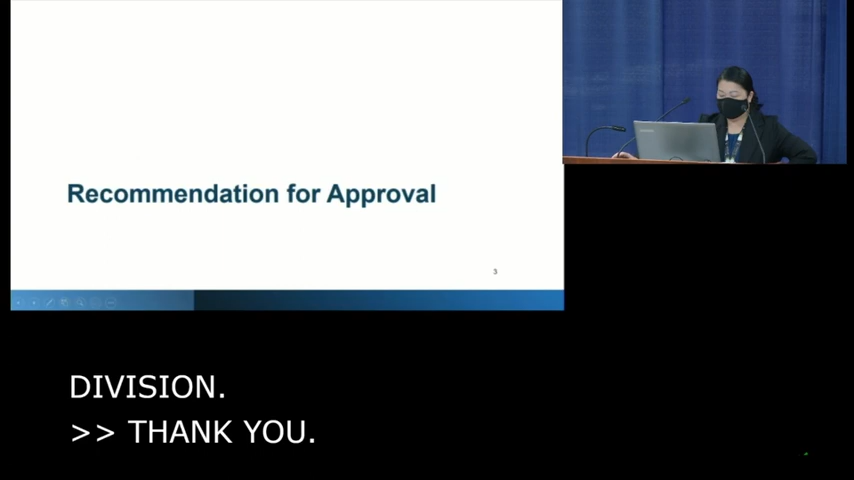 Recommendation for Approval
3
DIVISION.
>> THANK YOU.